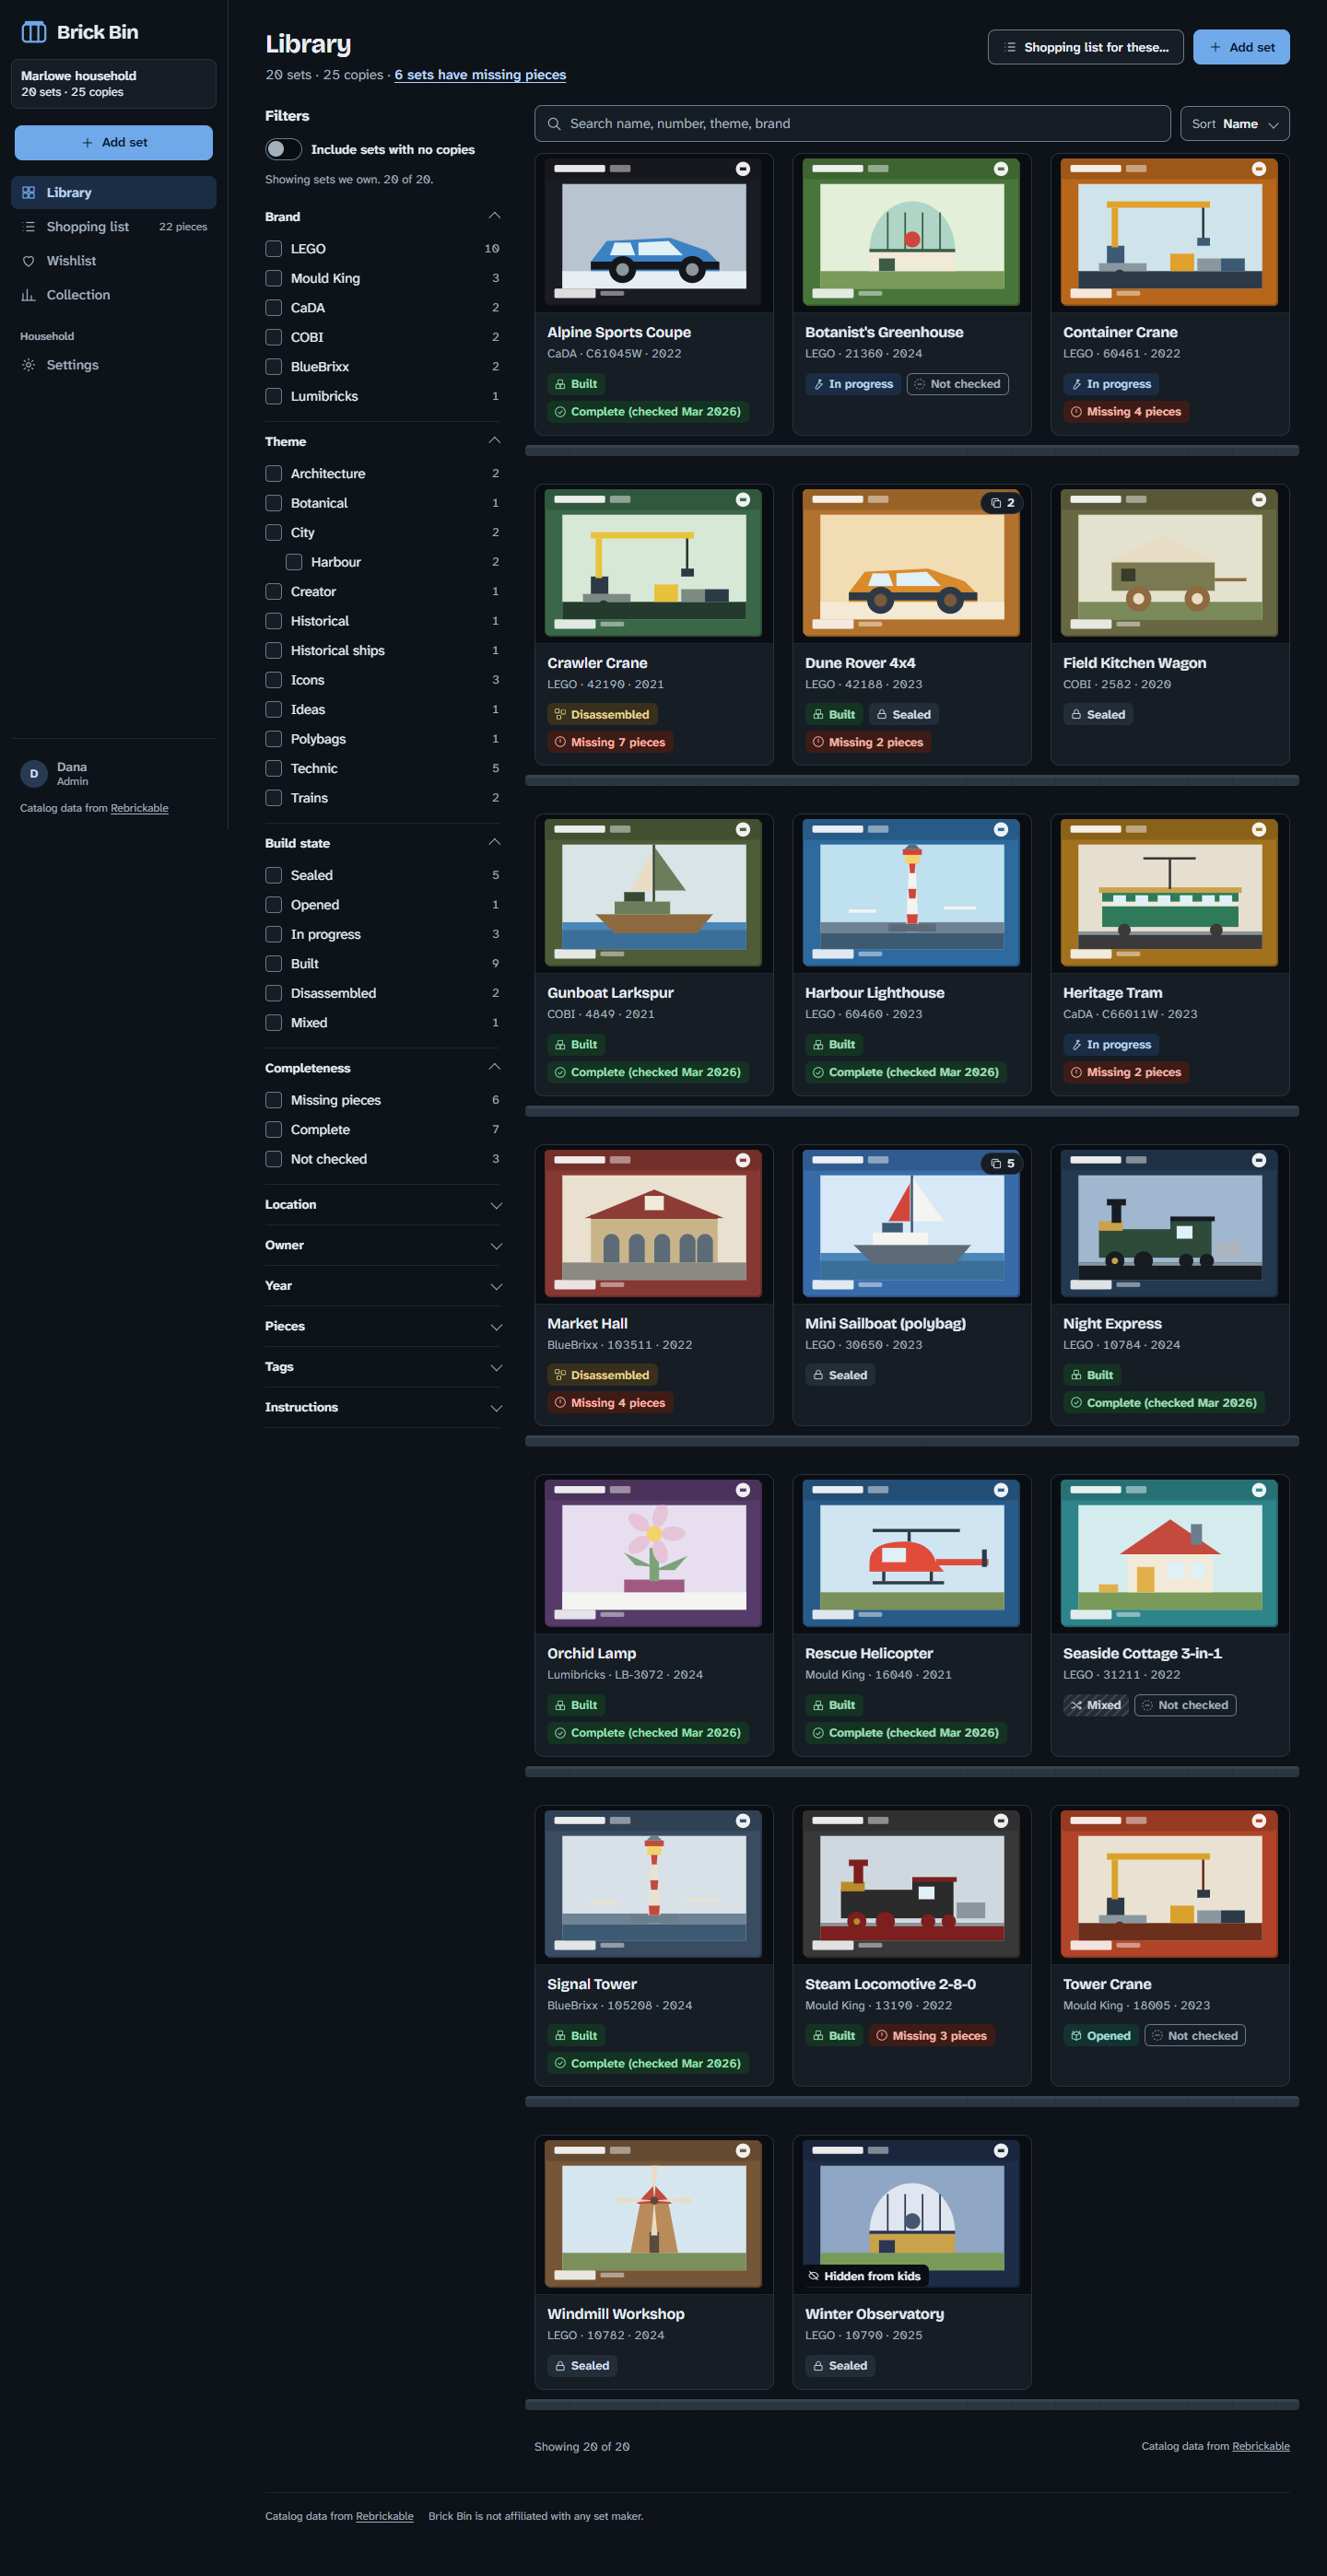 Brick Bin
Marlowe household
20 sets · 25 copies
Add set
Library
Shopping list 22 pieces
Wishlist
Collection
Household
Settings
D
Dana
Admin
Catalog data from Rebrickable
Library
20 sets · 25 copies · 6 sets have missing pieces
Shopping list for these...
Add set
Filters
Include sets with no copies
Showing sets we own. 20 of 20.
Brand
LEGO 10
Mould King 3
CaDA 2
COBI 2
BlueBrixx 2
Lumibricks 1
Theme
Architecture 2
Botanical 1
City 2
Harbour 2
Creator 1
Historical 1
Historical ships 1
Icons 3
Ideas 1
Polybags 1
Technic 5
Trains 2
Build state
Sealed 5
Opened 1
In progress 3
Built 9
Disassembled 2
Mixed 1
Completeness
Missing pieces 6
Complete 7
Not checked 3
Location
Owner
Year
Pieces
Tags
Instructions
Search name, number, theme, brand
Sort Name
Alpine Sports Coupe
CaDA · C61045W · 2022
Built
Complete (checked Mar 2026)
Botanist's Greenhouse
LEGO · 21360 · 2024
In progress Not checked
Container Crane
LEGO · 60461 · 2022
In progress
Missing 4 pieces
Crawler Crane
LEGO · 42190 · 2021
Disassembled
Missing 7 pieces
2
Dune Rover 4x4
LEGO · 42188 · 2023
Built Sealed
Missing 2 pieces
Field Kitchen Wagon
COBI · 2582 · 2020
Sealed
Gunboat Larkspur
COBI · 4849 · 2021
Built
Complete (checked Mar 2026)
Harbour Lighthouse
LEGO · 60460 · 2023
Built
Complete (checked Mar 2026)
Heritage Tram
CaDA · C66011W · 2023
In progress
Missing 2 pieces
Market Hall
BlueBrixx · 103511 · 2022
Disassembled
Missing 4 pieces
5
Mini Sailboat (polybag)
LEGO · 30650 · 2023
Sealed
Night Express
LEGO · 10784 · 2024
Built
Complete (checked Mar 2026)
Orchid Lamp
Lumibricks · LB-3072 · 2024
Built
Complete (checked Mar 2026)
Rescue Helicopter
Mould King · 16040 · 2021
Built
Complete (checked Mar 2026)
Seaside Cottage 3-in-1
LEGO · 31211 · 2022
Mixed Not checked
Signal Tower
BlueBrixx · 105208 · 2024
Built
Complete (checked Mar 2026)
Steam Locomotive 2-8-0
Mould King · 13190 · 2022
Built Missing 3 pieces
Tower Crane
Mould King · 18005 · 2023
Opened Not checked
Windmill Workshop
LEGO · 10782 · 2024
Sealed
Hidden from kids
Winter Observatory
LEGO · 10790 · 2025
Sealed
Showing 20 of 20
Catalog data from Rebrickable
Catalog data from Rebrickable Brick Bin is not affiliated with any set maker.